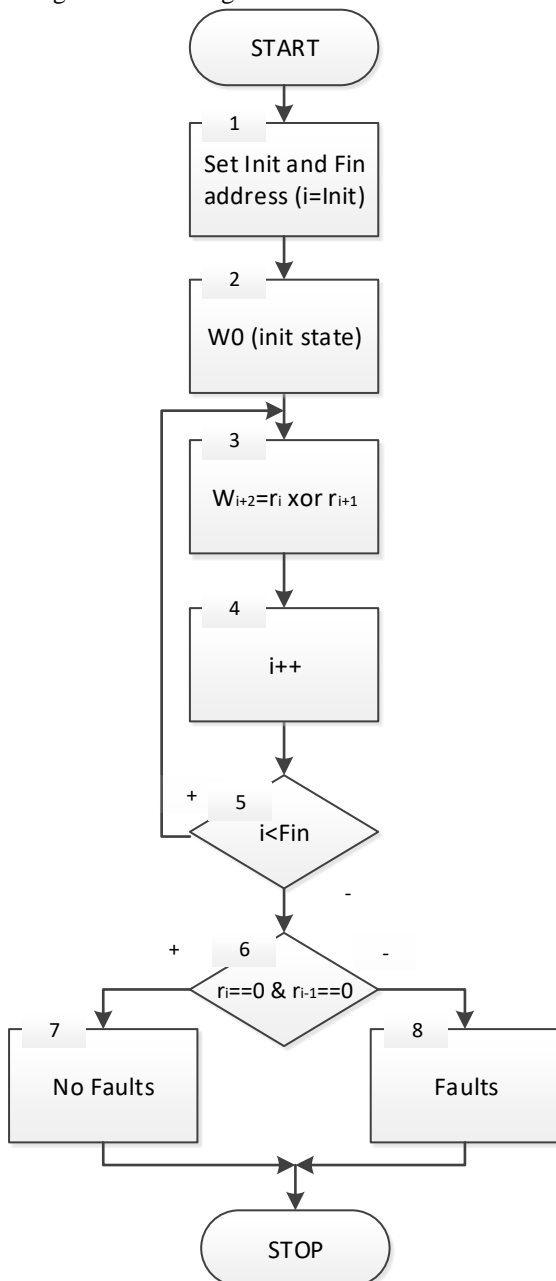 START
1
Set Init and Fin
address (i=Init)
2
W0 (init state)
3
Wi+2=ri xor ri+1
4
i++
+
5
i<Fin
-
+
6
-
ri==0 & ri-1==0
7
No Faults
8
Faults
STOP